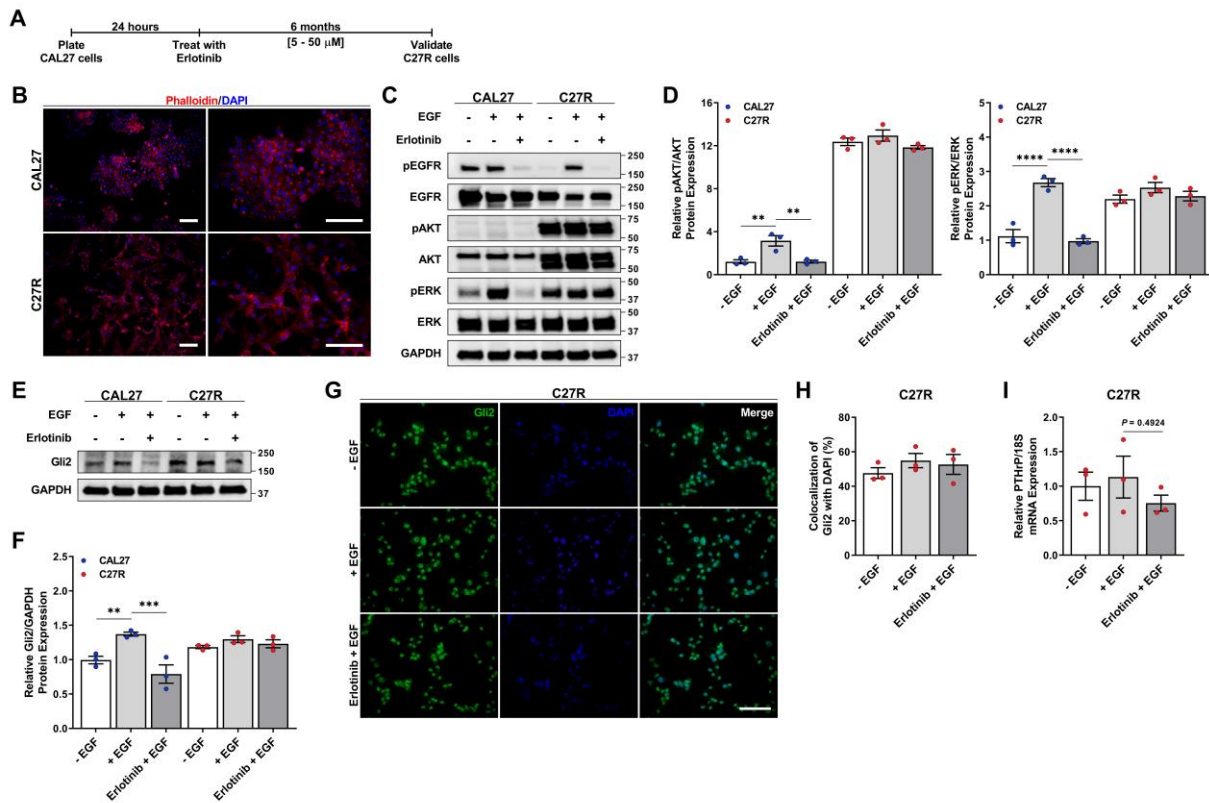 A
24 hours
6 months
[5 - 50 µM]
Plate
CAL27 cells
Treat with
Erlotinib
Validate
C27R cells
B
Phalloidin/DAPI
CAL27
C27R
C
CAL27
C27R
EGF
- + + - + +
Erlotinib
- - + - - +
pEGFR
250
150
EGFR
250
150
pAKT
75
50
AKT
75
50
pERK
50
37
ERK
50
37
GAPDH
37
D
Relative pAKT/AKT
Protein Expression
16
12
8
4
0
CAL27
C27R
**
**
- EGF
+ EGF
Erlotinib + EGF
- EGF
+ EGF
Erlotinib + EGF
Relative pERK/ERK
Protein Expression
5
4
3
2
1
0
CAL27
C27R
****
****
- EGF
+ EGF
Erlotinib + EGF
- EGF
+ EGF
Erlotinib + EGF
E
CAL27
C27R
EGF
- + + - + +
Erlotinib
- - + - - +
Gli2
250
150
GAPDH
37
F
Relative Gli2/GAPDH
Protein Expression
2.5
2.0
1.5
1.0
0.5
0.0
CAL27
C27R
**
***
- EGF
+ EGF
Erlotinib + EGF
- EGF
+ EGF
Erlotinib + EGF
G
C27R
Gli2
DAPI
Merge
- EGF
+ EGF
Erlotinib + EGF
H
C27R
Colocalization of
Gli2 with DAPI (%)
100
80
60
40
20
0
- EGF
+ EGF
Erlotinib + EGF
I
C27R
Relative PTHrP/18S
mRNA Expression
2.0
1.5
1.0
0.5
0.0
P = 0.4924
- EGF
+ EGF
Erlotinib + EGF